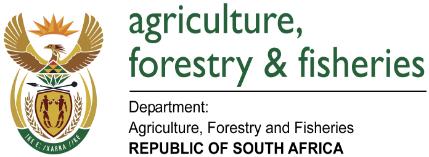 agriculture,
forestry & fisheries
Department:
Agriculture, Forestry and Fisheries
REPUBLIC OF SOUTH AFRICA